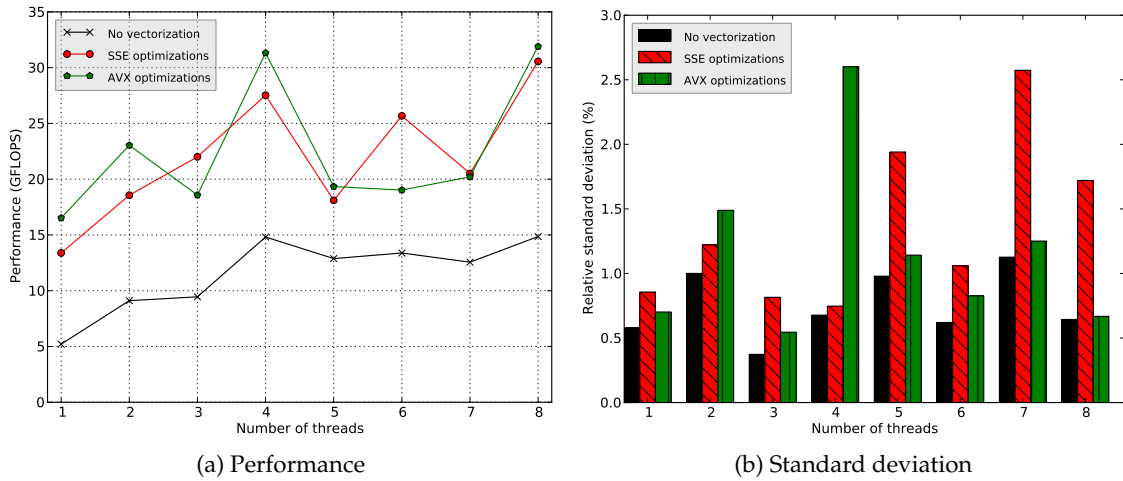 35
30
25
20
15
10
5
0
Performance (GFLOPS)
No vectorization
SSE optimizations
AVX optimizations
1 2 3 4 5 6 7 8
Number of threads
(a) Performance
3.0
2.5
2.0
1.5
1.0
0.5
0.0
Relative standard deviation (%)
No vectorization
SSE optimizations
AVX optimizations
1 2 3 4 5 6 7 8
Number of threads
(b) Standard deviation